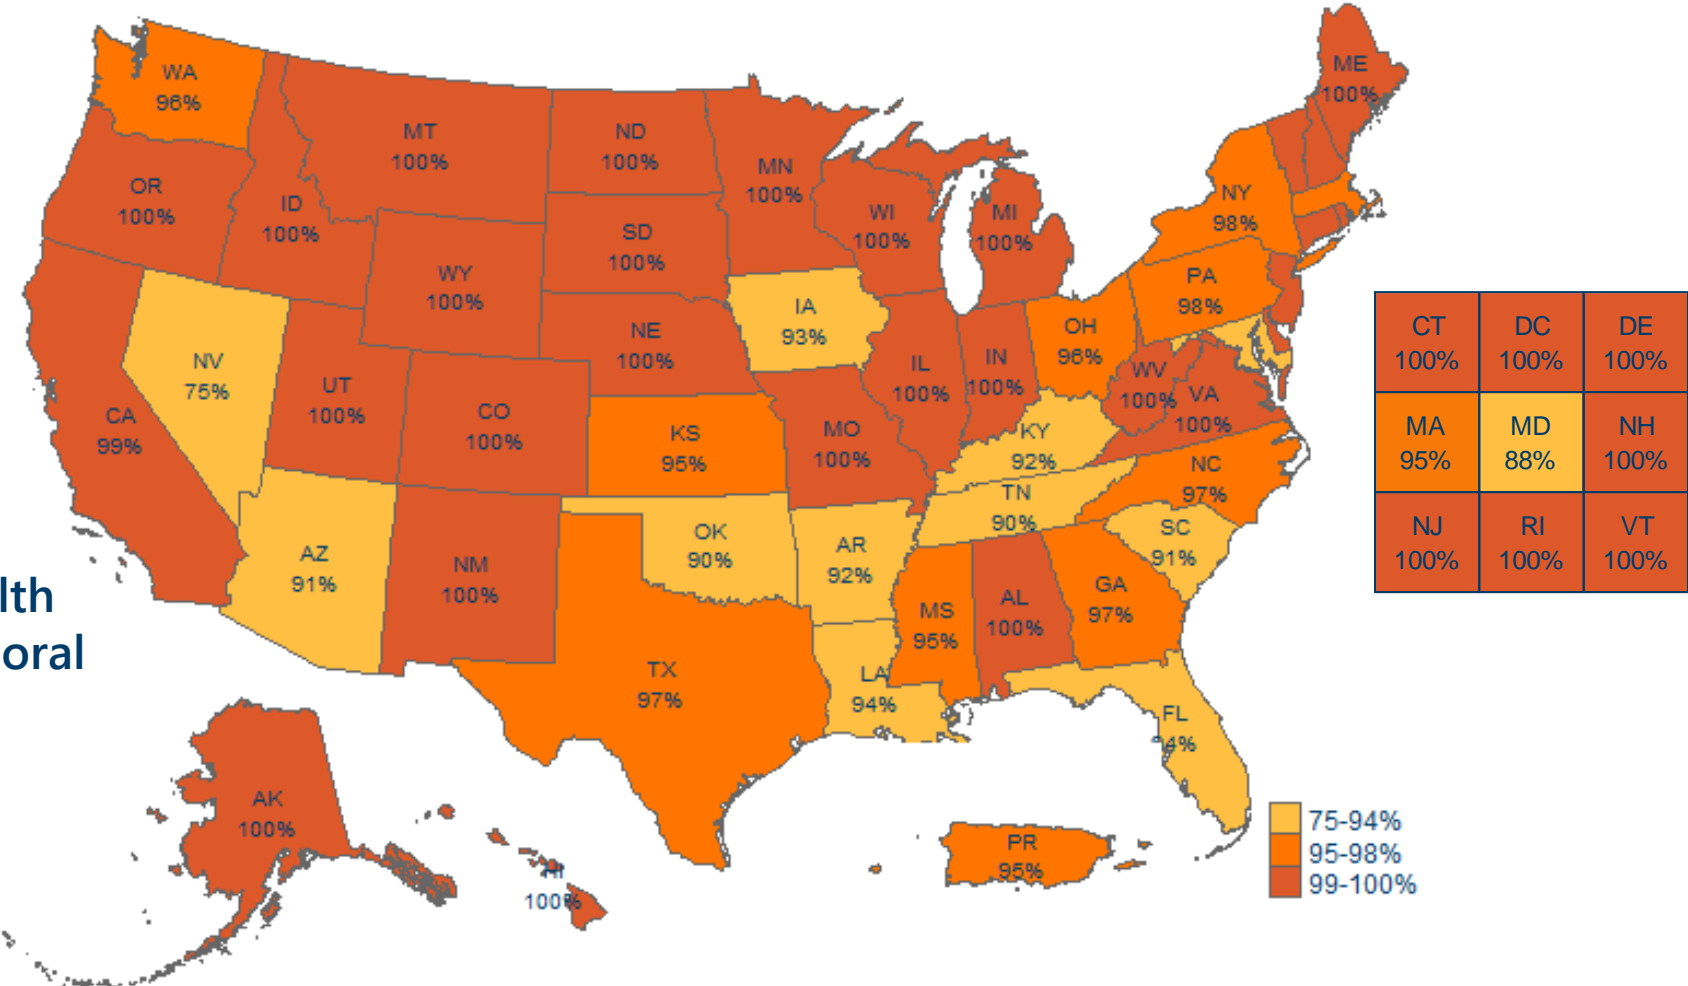 WA
96%
OR
100%
CA
99%
ID
100%
NV
75%
MT
100%
WY
100%
UT
100%
AZ
91%
CO
100%
NM
100%
ND
100%
SD
100%
NE
100%
KS
95%
OK
90%
TX
97%
MN
100%
IA
93%
MO
100%
AR
92%
LA
94%
WI
100%
IL
100%
MI
100%
IN
100%
OH
96%
KY
92%
TN
90%
MS
95%
AL
100%
GA
97%
FL
SC
91%
NC
97%
WV
100%
VA
100%
PA
98%
NY
98%
ME
100%
AK
100%
HI
100%
PR
95%
CT
100%
DC
100%
DE
100%
MA
95%
MD
88%
NH
100%
NJ
100%
RI
100%
VT
100%
lth
oral
75-94%
95-98%
99-100%